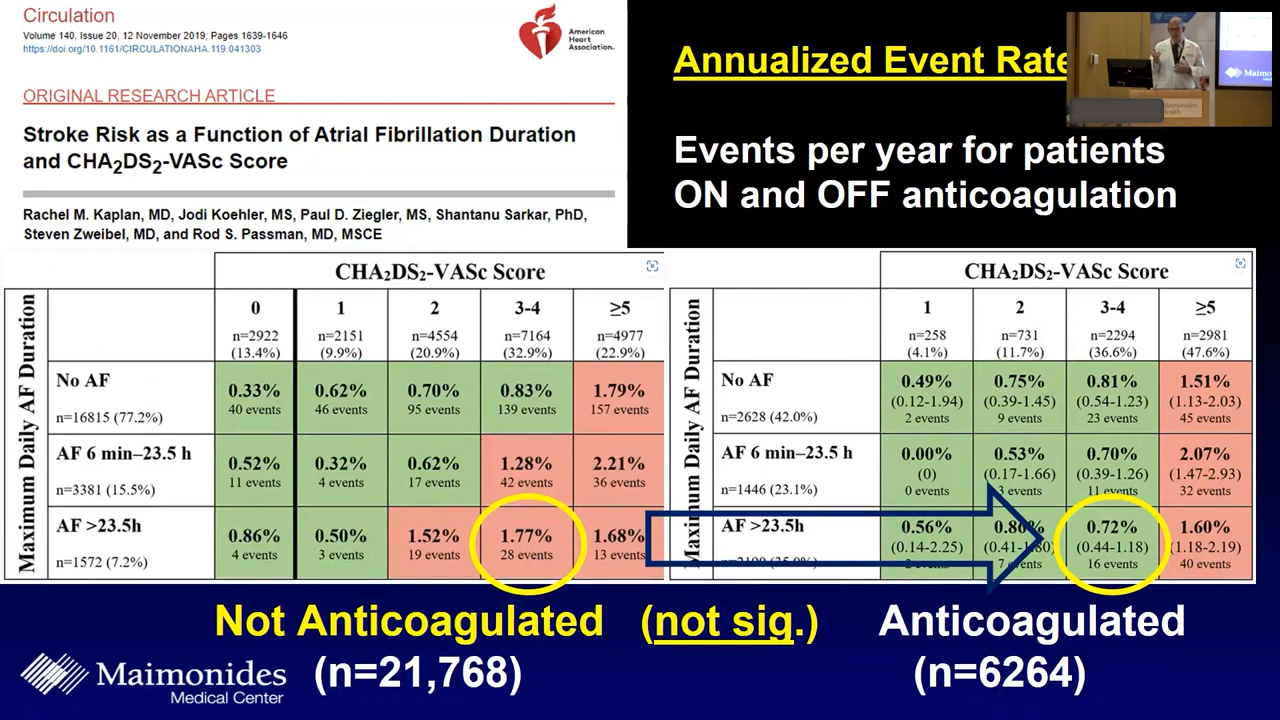 Circulation
Volume 140, Issue 20, 12 November 2019; Pages 1639-1646
https://doi.org/10.1161/CIRCULATIONAHA.119.041303
American
Heart
Association.
ORIGINAL RESEARCH ARTICLE
Stroke Risk as a Function of Atrial Fibrillation Duration
and CHA2DS2-VASc Score
Rachel M. Kaplan, MD, Jodi Koehler, MS, Paul D. Ziegler, MS, Shantanu Sarkar, PhD,
Steven Zweibel, MD, and Rod S. Passman, MD, MSCE
Annualized Event Rate
Events per year for patients
ON and OFF anticoagulation
Maimonides
Maximum Daily AF Duration
CHA2DS2-VASc Score
0 1 2 3-4 ≥5
n=2922 n=2151 n=4554 n=7164 n=4977
(13.4%) (9.9%) (20.9%) (32.9%) (22.9%)
No AF 0.33% 0.62% 0.70% 0.83% 1.79%
n=16815 (77.2%) 40 events 46 events 95 events 139 events 157 events
AF 6 min–23.5 h 0.52% 0.32% 0.62% 1.28% 2.21%
n=3381 (15.5%) 11 events 4 events 17 events 42 events 36 events
AF >23.5h 0.86% 0.50% 1.52% 1.77% 1.68%
n=1572 (7.2%) 4 events 3 events 19 events 28 events 13 events
Maximum Daily AF Duration
CHA2DS2-VASc Score
1 2 3-4 ≥5
n=258 n=731 n=2294 n=2981
(4.1%) (11.7%) (36.6%) (47.6%)
No AF 0.49% 0.75% 0.81% 1.51%
(0.12-1.94) (0.39-1.45) (0.54-1.23) (1.13-2.03)
n=2628 (42.0%) 2 events 9 events 23 events 45 events
AF 6 min–23.5 h 0.00% 0.53% 0.70% 2.07%
(0) (0.17-1.66) (0.39-1.26) (1.47-2.93)
n=1446 (23.1%) 0 events 3 events 11 events 32 events
AF >23.5h 0.56% 0.72% 1.60%
(0.14-2.25) (0.44-1.18) (1.18-2.19)
events 7 events 16 events 40 events
Not Anticoagulated (not sig.) Anticoagulated
(n=21,768) (n=6264)
Maimonides
Medical Center